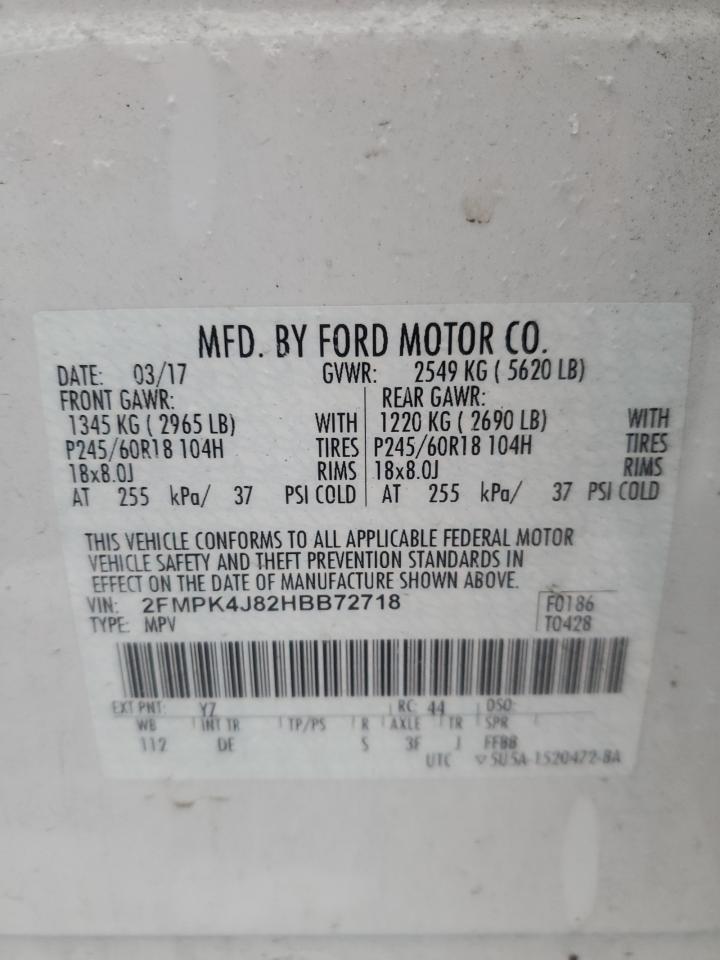 MFD. BY FORD MOTOR CO.
DATE: 03/17 GVWR: 2549 KG ( 5620 LB)
FRONT GAWR: REAR GAWR:
1345 KG ( 2965 LB) WITH 1220 KG ( 2690 LB) WITH
P245/60R18 104H TIRES P245/60R18 104H TIRES
18x8.0J RIMS 18x8.0J RIMS
AT 255 kPa/ 37 PSI COLD AT 255 kPa/ 37 PSI COLD
THIS VEHICLE CONFORMS TO ALL APPLICABLE FEDERAL MOTOR
VEHICLE SAFETY AND THEFT PREVENTION STANDARDS IN
EFFECT ON THE DATE OF MANUFACTURE SHOWN ABOVE.
VIN: 2FMPK4J82HBB72718 F0186
TYPE: MPV T0428
EXT PNT: YZ RC: 44 DSO:
WB INT TR TP/PS R AXLE TR SPR
112 DE S 3F J FFBB
UTC